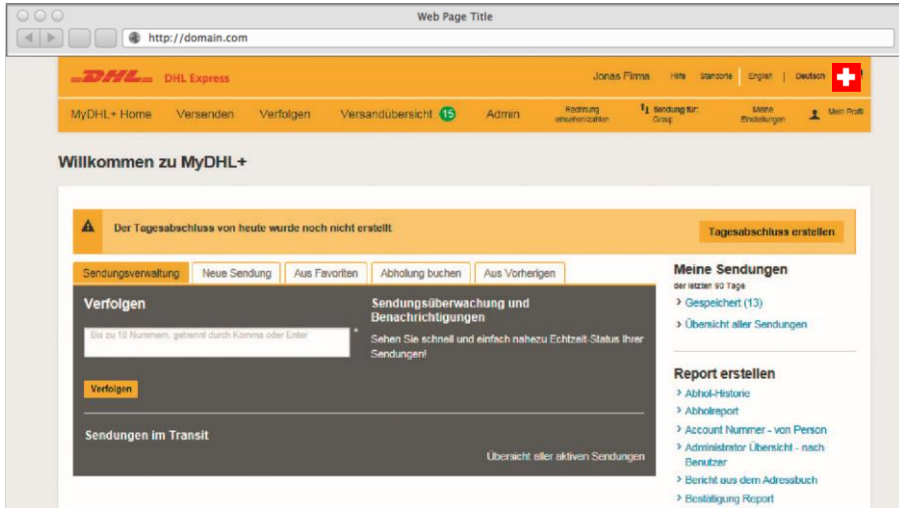 Web Page Title
http://domain.com
DHL DHL Express
Jonas Firma Hilfe Standorte English | Deutsch
MyDHL+ Home Versenden Verfolgen Versandübersicht 15 Admin Rechnung einsehen/zahlen Sendung für: Group Meine Einstellungen Mein Profil
Willkommen zu MyDHL+
Der Tagesabschluss von heute wurde noch nicht erstellt
Tagesabschluss erstellen
Sendungsverwaltung Neue Sendung Aus Favoriten Abholung buchen Aus Vorherigen
Verfolgen
Bis zu 10 Nummern, getrennt durch Komma oder Enter *
Verfolgen
Sendungsüberwachung und
Benachrichtigungen
Sehen Sie schnell und einfach nahezu Echtzeit-Status Ihrer
Sendungen!
Sendungen im Transit
Übersicht aller aktiven Sendungen
Meine Sendungen
der letzten 90 Tage
Gespeichert (13)
Übersicht aller Sendungen
Report erstellen
Abhol-Historie
Abholreport
Account Nummer - von Person
Administrator Übersicht - nach
Benutzer
Bericht aus dem Adressbuch
Bestätigung Report